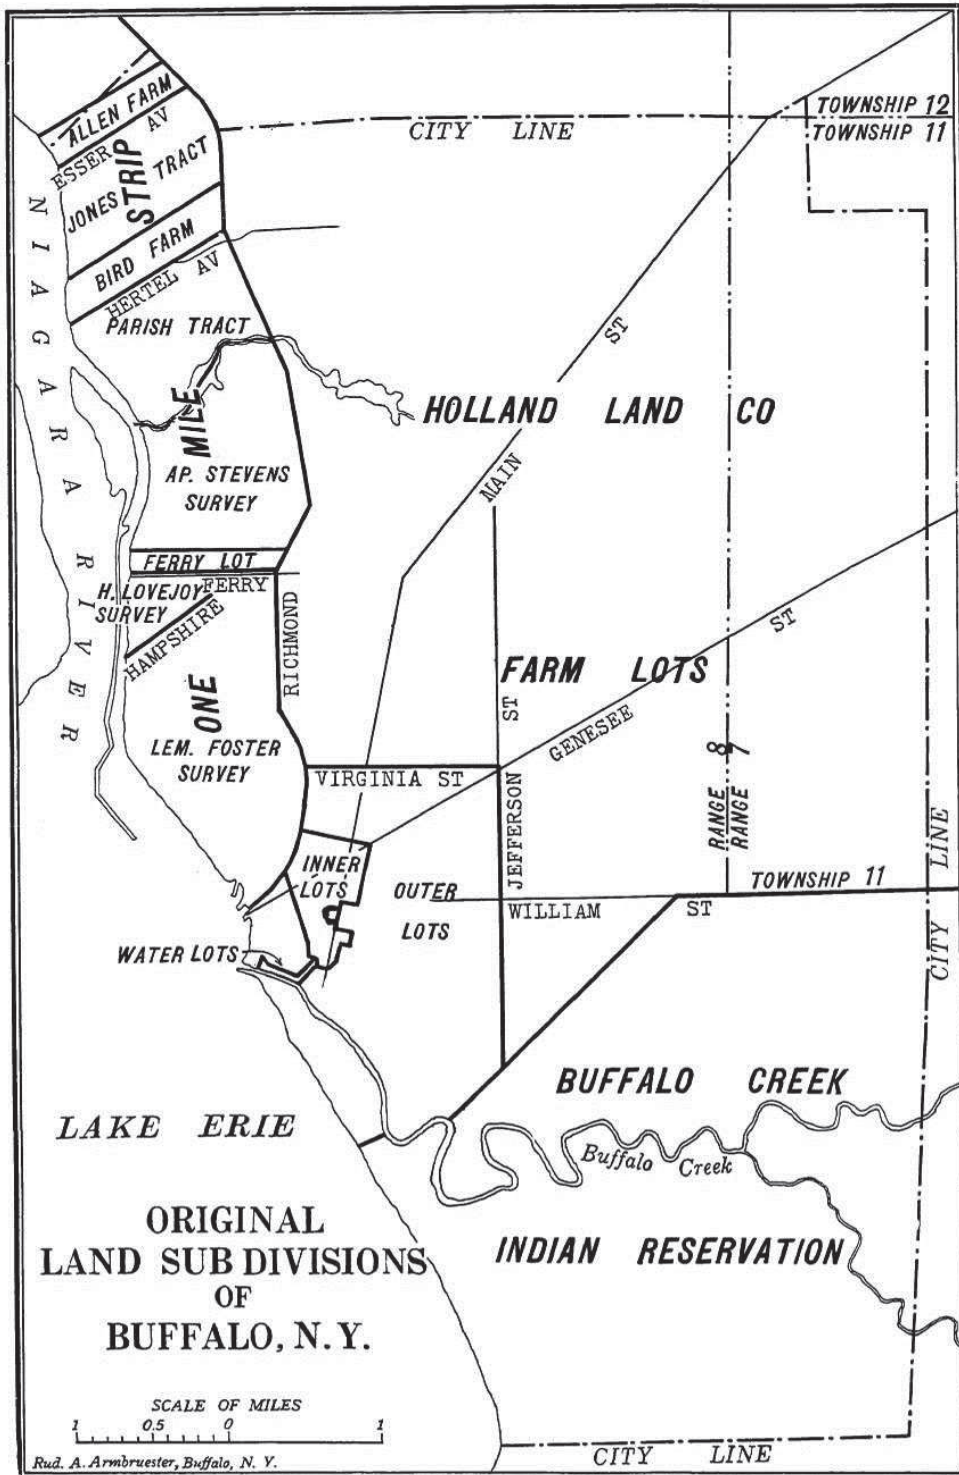 ALLEN FARM
ESSER AV
JONES TRACT
STRIP
BIRD FARM
HERTEL AV
PARISH TRACT
NIAGARA RIVER
MILE
AP. STEVENS
SURVEY
FERRY LOT
FERRY
H. LOVEJOY
SURVEY
HAMPSHIRE
ONE
RICHMOND
LEM. FOSTER
SURVEY
CITY LINE
TOWNSHIP 12
TOWNSHIP 11
MAIN ST
HOLLAND LAND CO
FARM LOTS
GENESEE ST
JEFFERSON ST
VIRGINIA ST
RANGE 8
RANGE 7
INNER
LOTS
OUTER
LOTS
WILLIAM ST
TOWNSHIP 11
CITY LINE
CITY LINE
WATER LOTS
BUFFALO CREEK
Buffalo Creek
INDIAN RESERVATION
LAKE ERIE
ORIGINAL
LAND SUB DIVISIONS
OF
BUFFALO, N.Y.
SCALE OF MILES
1 0.5 0 1
Rud. A. Armbruester, Buffalo, N. Y.
CITY LINE